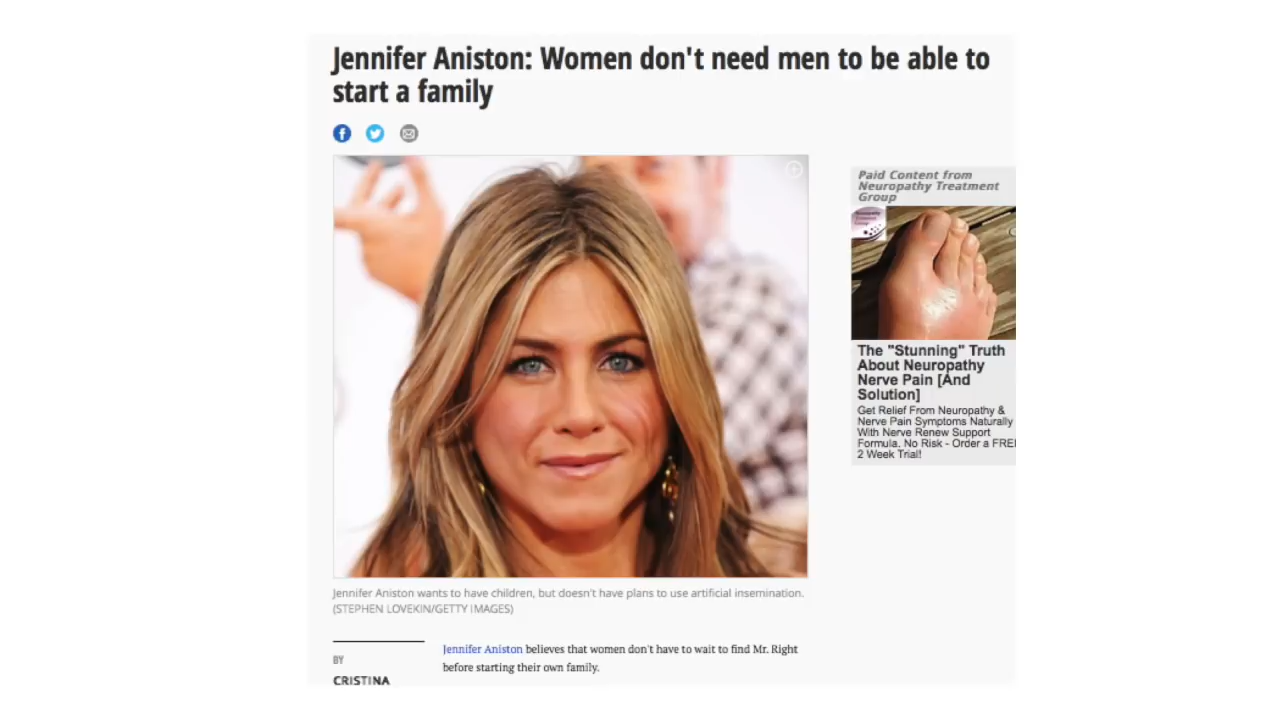 Jennifer Aniston: Women don't need men to be able to
start a family
Paid Content from
Neuropathy Treatment
Group
The "Stunning" Truth
About Neuropathy
Nerve Pain [And
Solution]
Get Relief From Neuropathy &
Nerve Pain Symptoms Naturally
With Nerve Renew Support
Formula. No Risk - Order a FRE
2 Week Trial!
Jennifer Aniston wants to have children, but doesn't have plans to use artificial insemination.
(STEPHEN LOVEKIN/GETTY IMAGES)
BY
CRISTINA
Jennifer Aniston believes that women don't have to wait to find Mr. Right
before starting their own family.